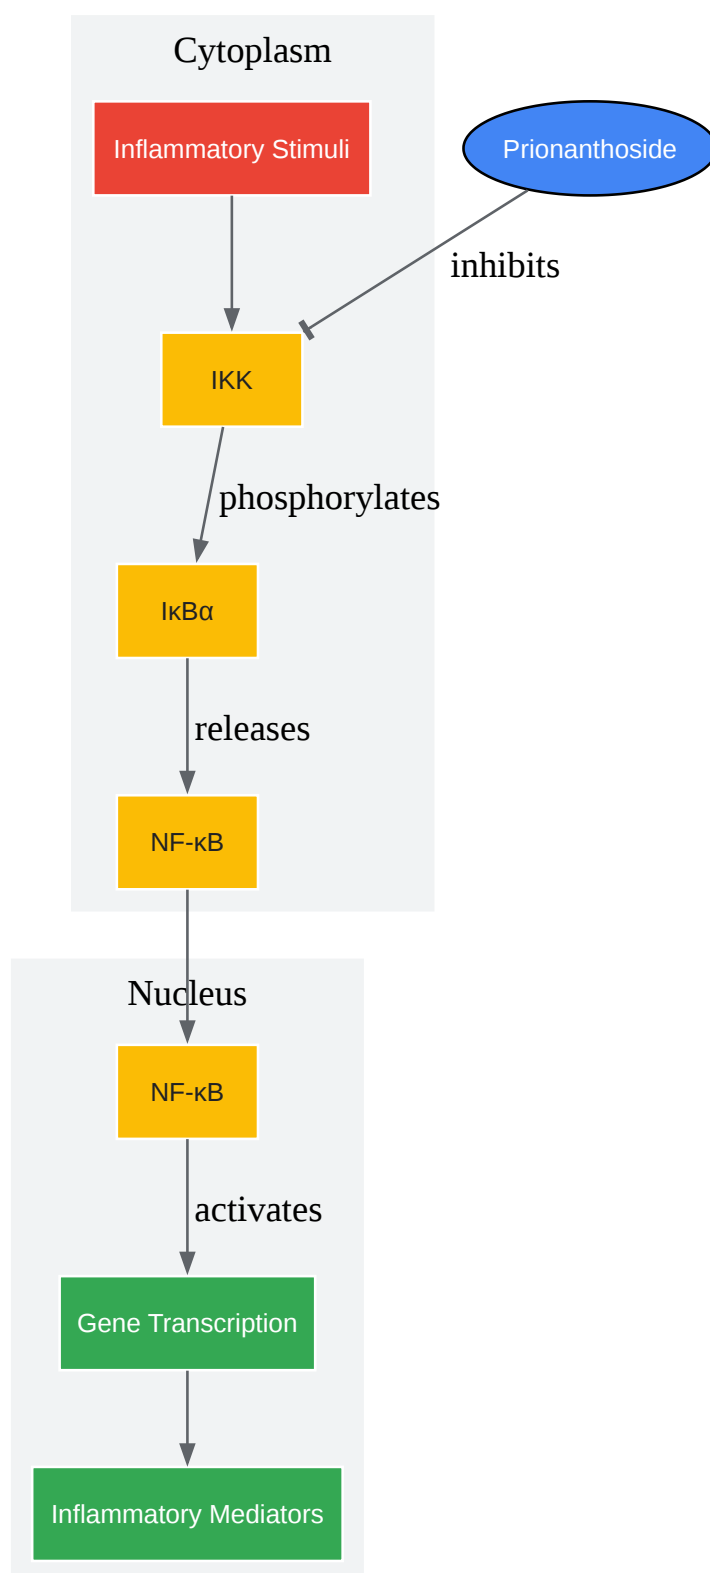 Cytoplasm
Inflammatory Stimuli
Prionanthoside
inhibits
IKK
phosphorylates
IκBα
releases
NF-κB
Nucleus
NF-κB
activates
Gene Transcription
Inflammatory Mediators